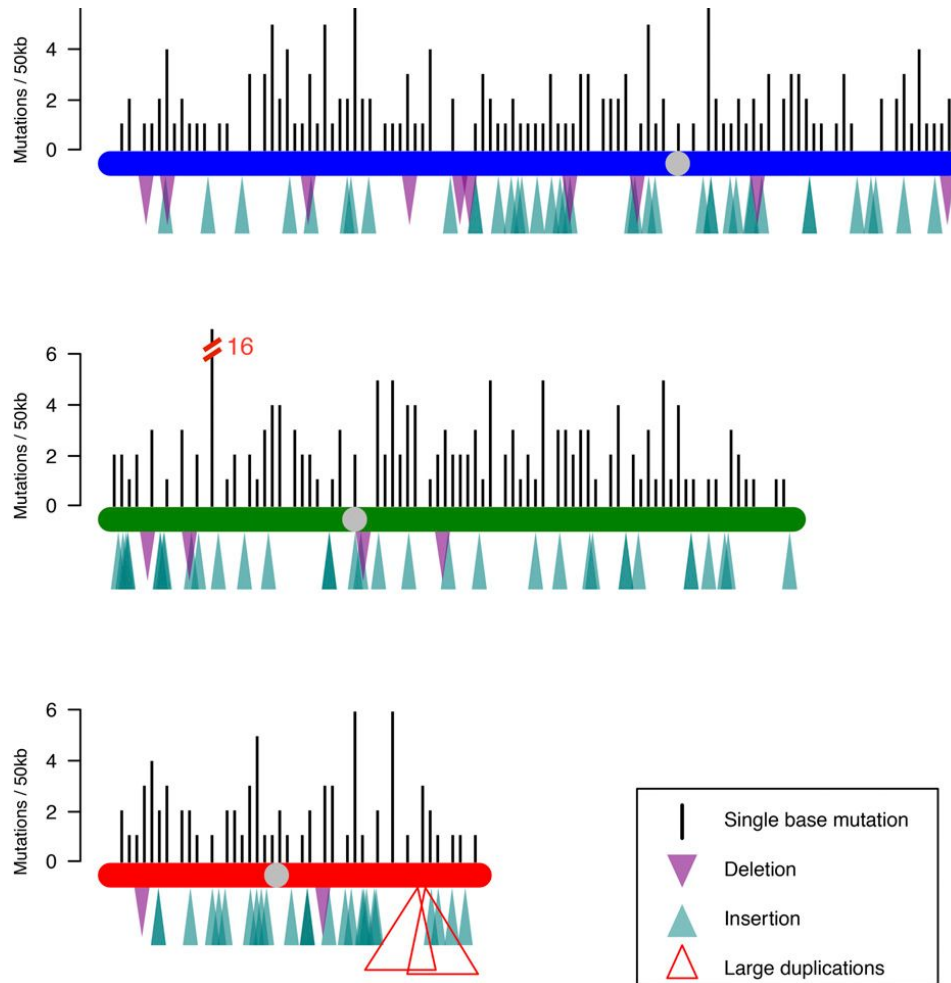 Mutations / 50kb
4
2
0
Mutations / 50kb
6
4
2
0
16
Mutations / 50kb
6
4
2
0
Single base mutation
Deletion
Insertion
Large duplications